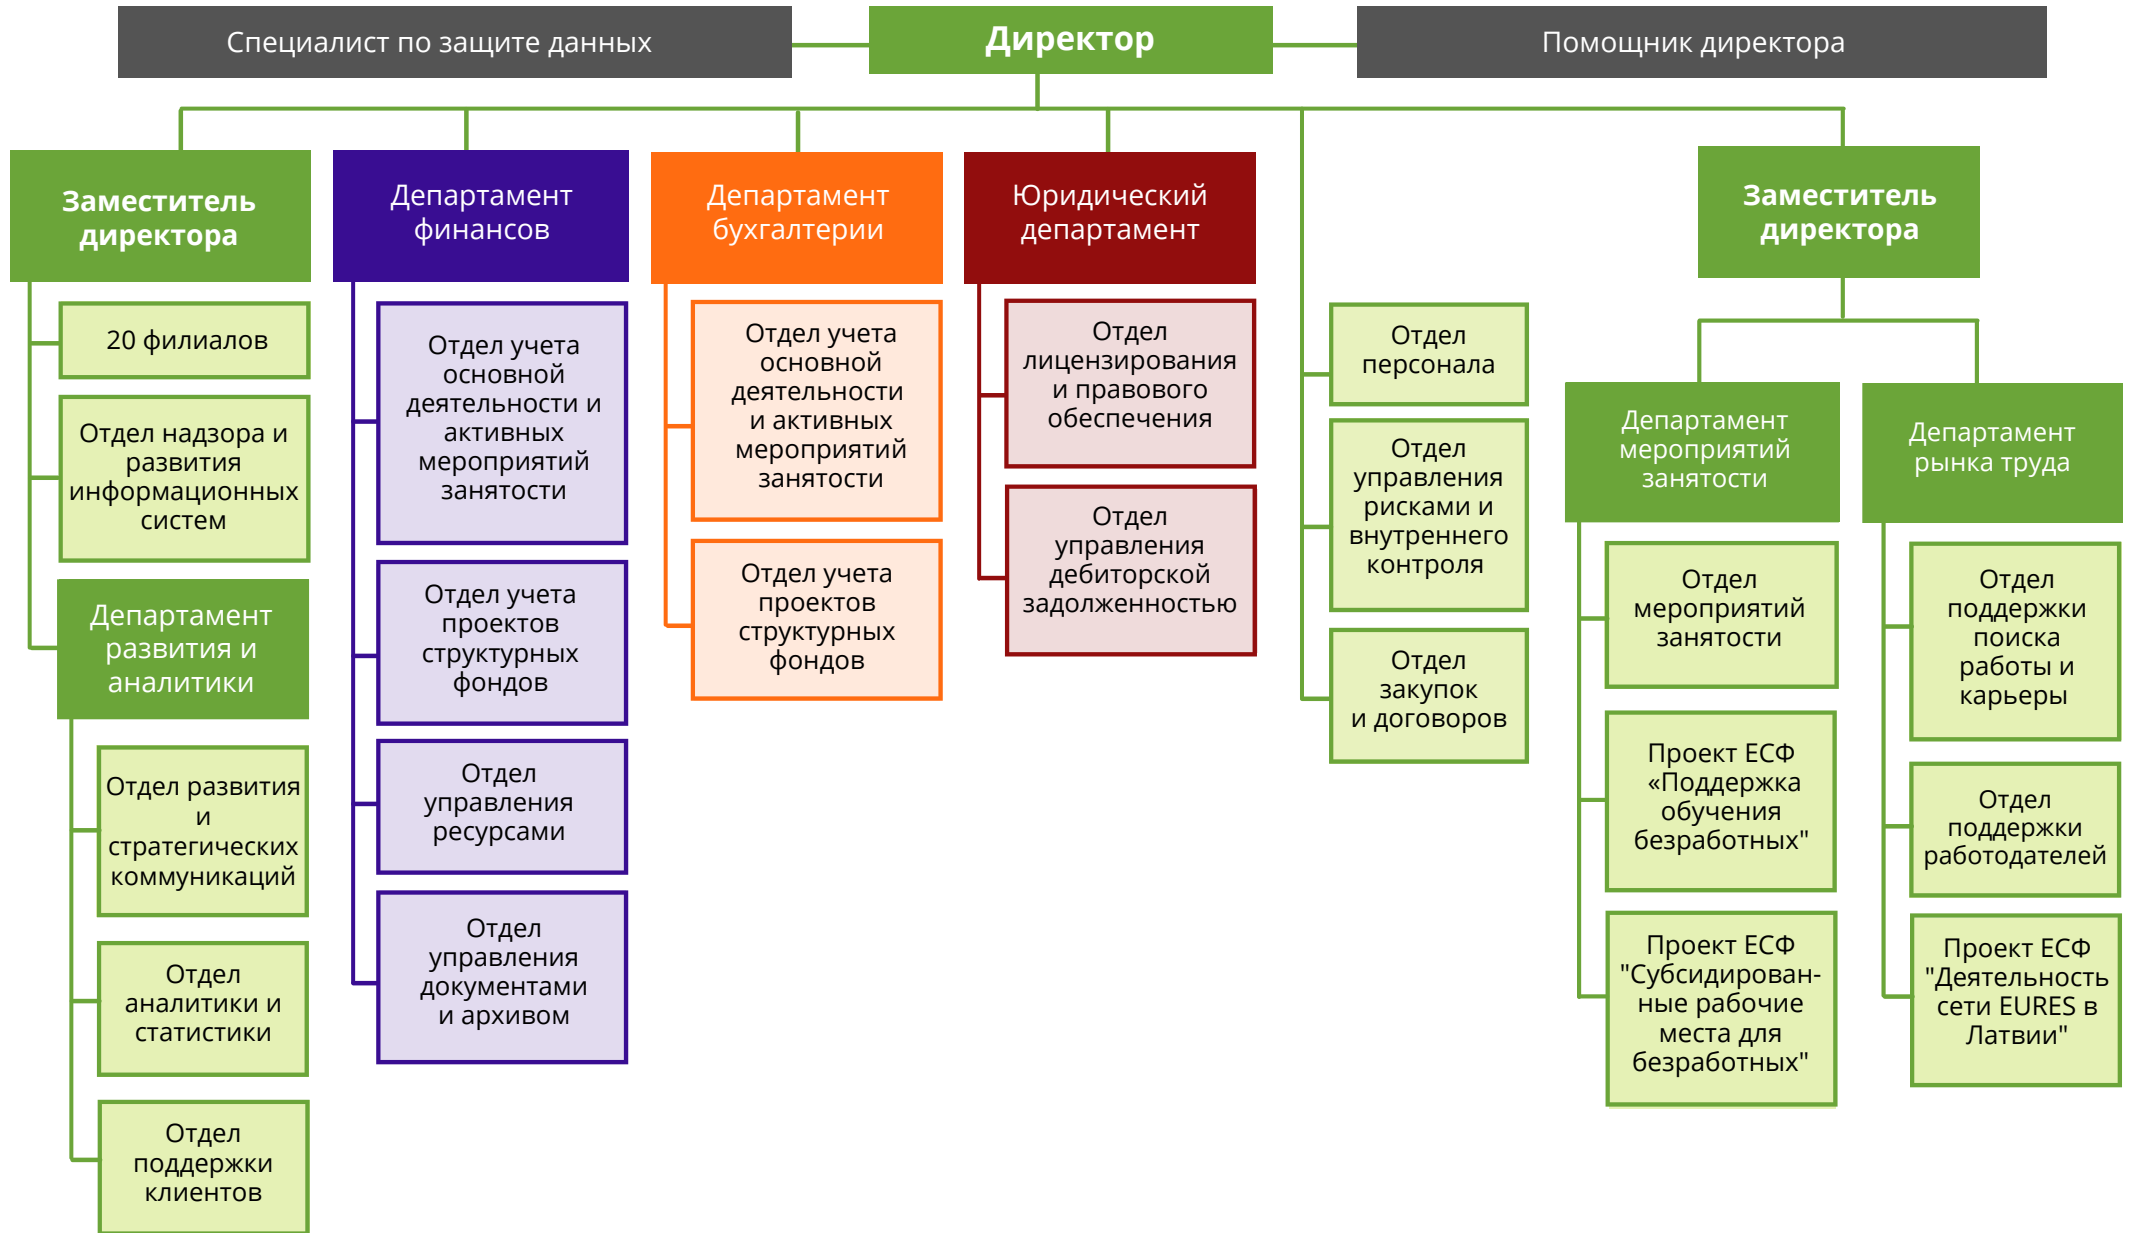 Специалист по защите данных
Директор
Помощник директора
Заместитель
директора
20 филиалов
Отдел надзора и
развития
информационных
систем
Департамент
развития и
аналитики
Отдел развития
и
стратегических
коммуникаций
Отдел
аналитики и
статистики
Отдел
поддержки
клиентов
Департамент
финансов
Отдел учета
основной
деятельности и
активных
мероприятий
занятости
Отдел учета
проектов
структурных
фондов
Отдел
управления
ресурсами
Отдел
управления
документами
и архивом
Департамент
бухгалтерии
Отдел учета
основной
деятельности
и активных
мероприятий
занятости
Отдел учета
проектов
структурных
фондов
Юридический
департамент
Отдел
лицензирования
и правового
обеспечения
Отдел
управления
дебиторской
задолженностью
Отдел
персонала
Отдел
управления
рисками и
внутреннего
контроля
Отдел
закупок
и договоров
Заместитель
директора
Департамент
мероприятий
занятости
Отдел
мероприятий
занятости
Проект ЕСФ
«Поддержка
обучения
безработных"
Проект ЕСФ
"Субсидирован-
ные рабочие
места для
безработных"
Департамент
рынка труда
Отдел
поддержки
поиска
работы и
карьеры
Отдел
поддержки
работодателей
Проект ЕСФ
"Деятельность
сети EURES в
Латвии"